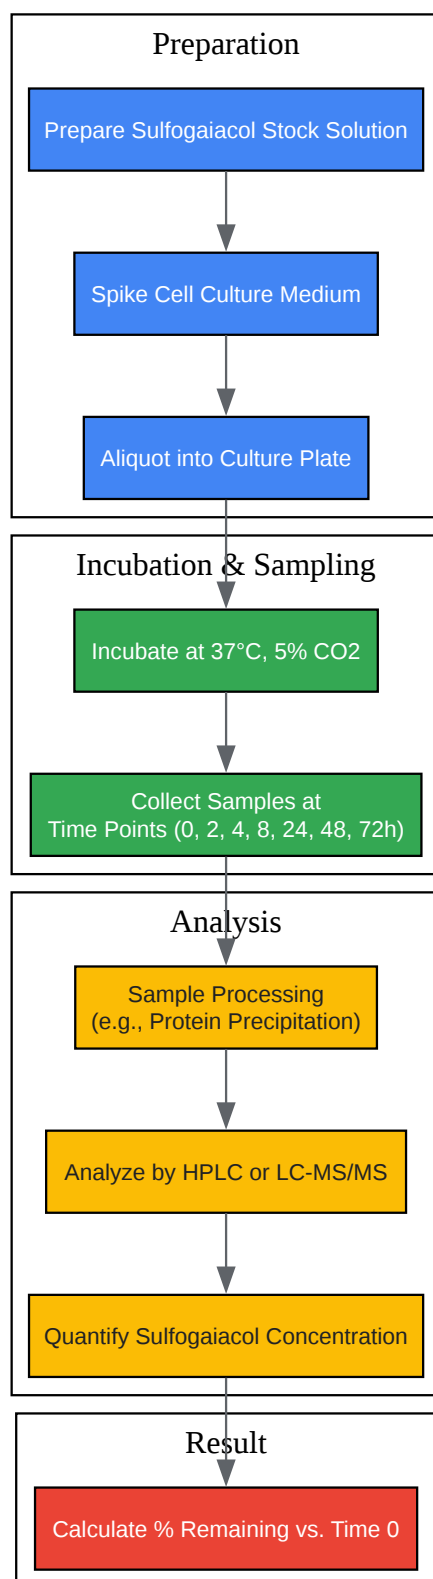 Preparation
Prepare Sulfogaiacol Stock Solution
Spike Cell Culture Medium
Aliquot into Culture Plate
Incubation & Sampling
Incubate at 37°C, 5% CO2
Collect Samples at
Time Points (0, 2, 4, 8, 24, 48, 72h)
Analysis
Sample Processing
(e.g., Protein Precipitation)
Analyze by HPLC or LC-MS/MS
Quantify Sulfogaiacol Concentration
Result
Calculate % Remaining vs. Time 0